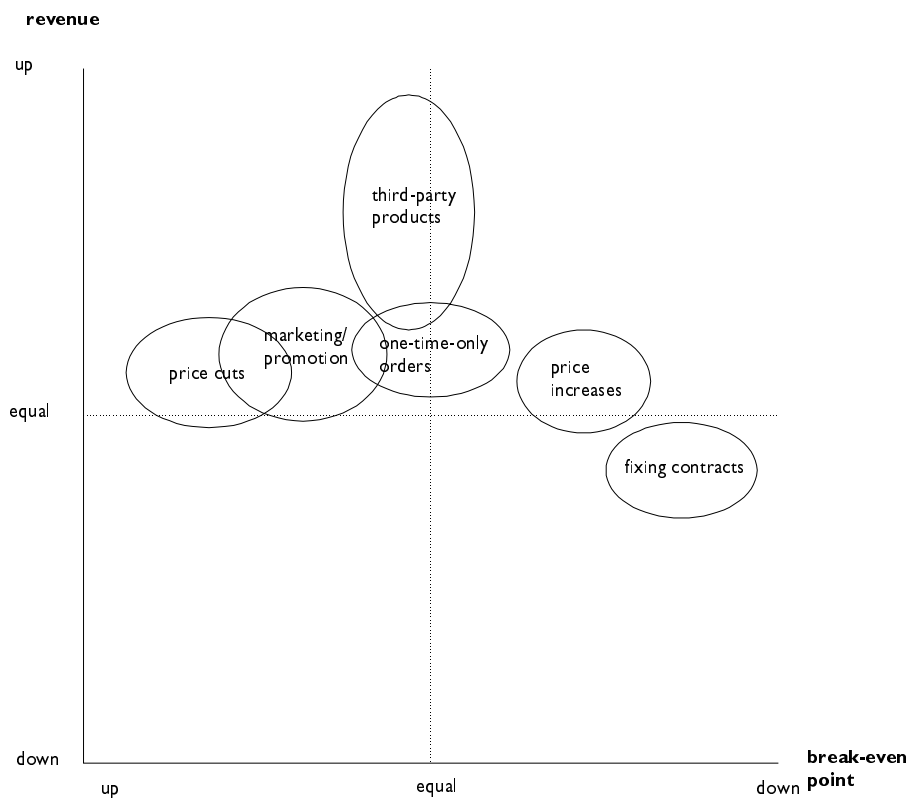 revenue
up
third-party
products
marketing/
promotion
one-time-only
orders
price cuts
price
increases
equal
fixing contracts
down
break-even
point
up
equal
down